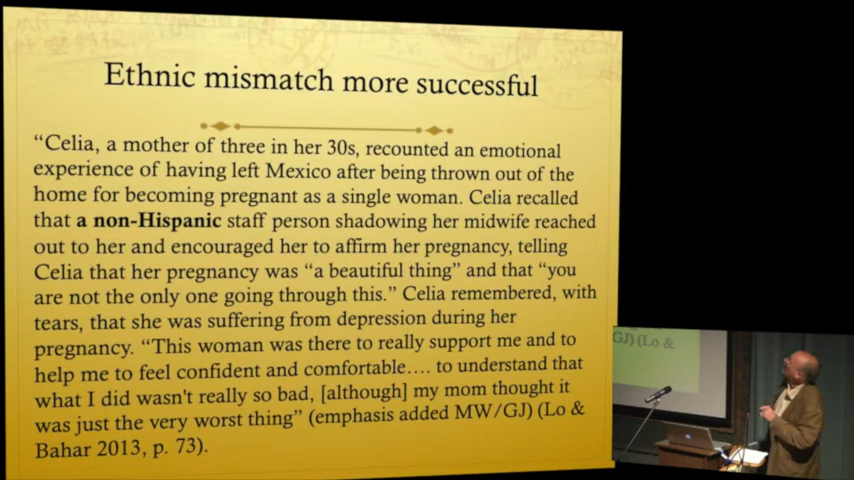 Ethnic mismatch more successful
“Celia, a mother of three in her 30s, recounted an emotional
experience of having left Mexico after being thrown out of the
home for becoming pregnant as a single woman. Celia recalled
that a non-Hispanic staff person shadowing her midwife reached
out to her and encouraged her to affirm her pregnancy, telling
Celia that her pregnancy was “a beautiful thing” and that “you
are not the only one going through this.” Celia remembered, with
tears, that she was suffering from depression during her
pregnancy. “This woman was there to really support me and to
help me to feel confident and comfortable…. to understand that
what I did wasn't really so bad, [although] my mom thought it
was just the very worst thing” (emphasis added MW/GJ) (Lo &
Bahar 2013, p. 73).
GJ) (Lo &